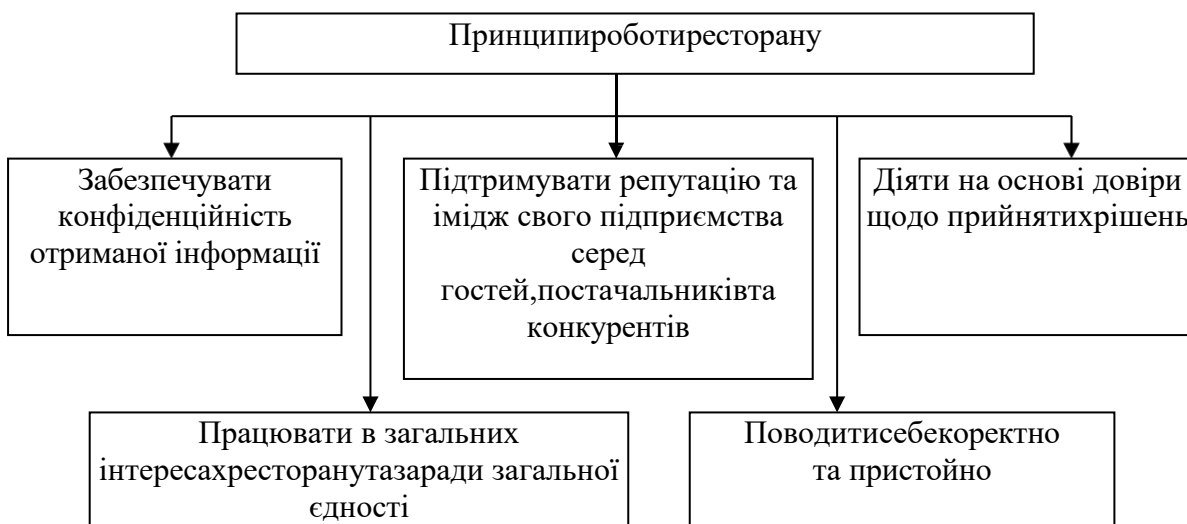 Принципироботиресторану
Забезпечувати
конфіденційність
отриманої інформації
Підтримувати репутацію та
імідж свого підприємства
серед
гостей,постачальниківта
конкурентів
Діяти на основі довіри
щодо прийнятихрішень
Працювати в загальних
інтересахресторанутазаради загальної
єдності
Поводитисебекоректно
та пристойно